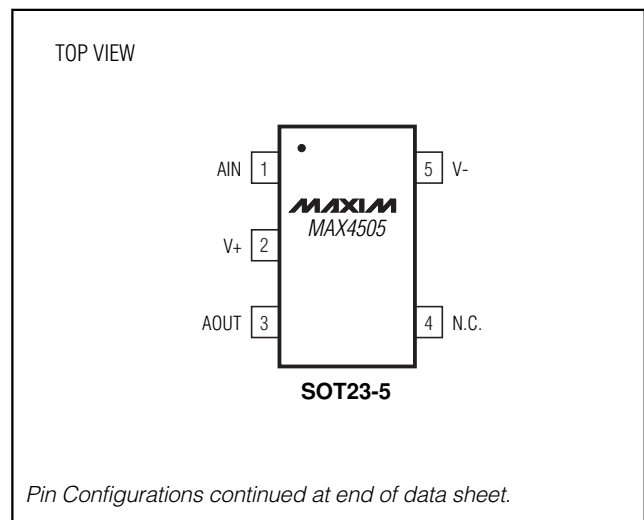 TOP VIEW
AIN 1 5 V-
MAXIM
MAX4505
V+ 2
AOUT 3 4 N.C.
SOT23-5
Pin Configurations continued at end of data sheet.